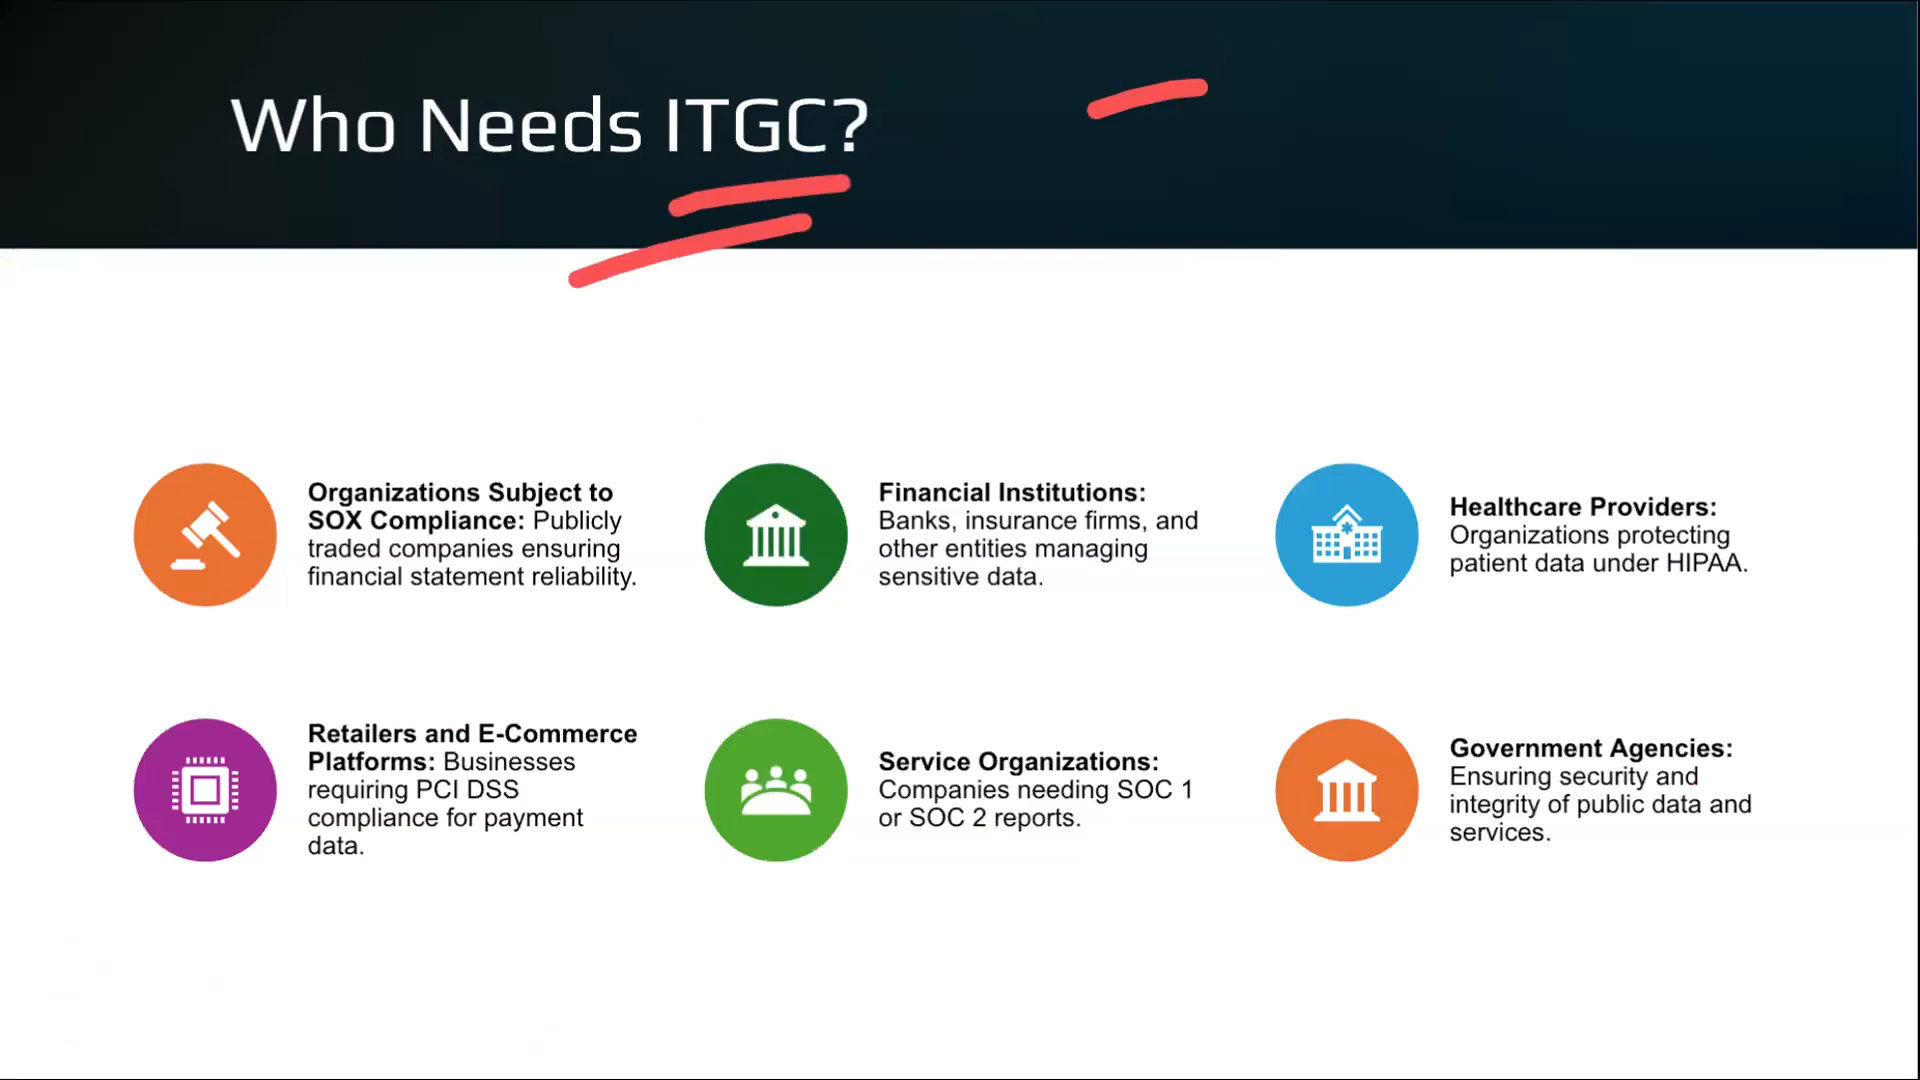 Who Needs ITGC?
Organizations Subject to
SOX Compliance: Publicly
traded companies ensuring
financial statement reliability.
Financial Institutions:
Banks, insurance firms, and
other entities managing
sensitive data.
Healthcare Providers:
Organizations protecting
patient data under HIPAA.
Retailers and E-Commerce
Platforms: Businesses
requiring PCI DSS
compliance for payment
data.
Service Organizations:
Companies needing SOC 1
or SOC 2 reports.
Government Agencies:
Ensuring security and
integrity of public data and
services.